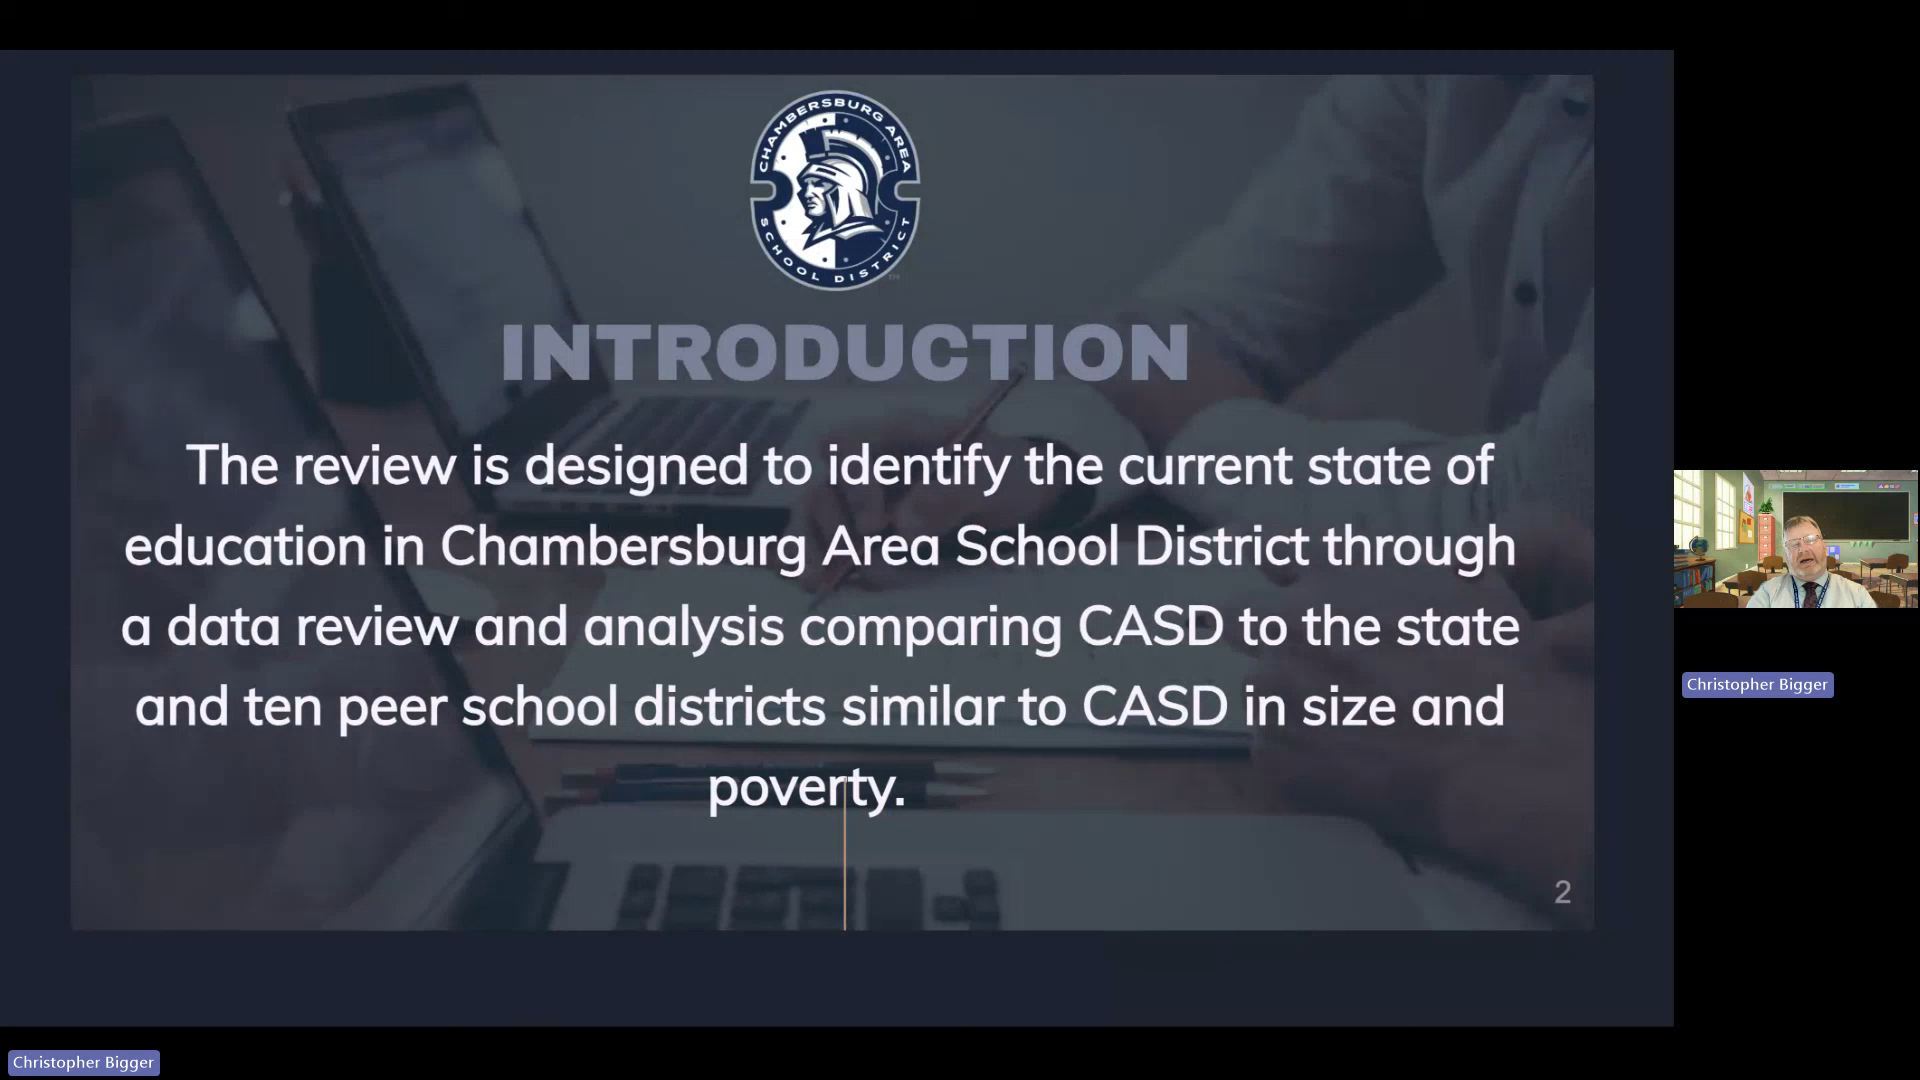 CHAMBERSBURG AREA
SCHOOL DISTRICT
INTRODUCTION
The review is designed to identify the current state of
education in Chambersburg Area School District through
a data review and analysis comparing CASD to the state
and ten peer school districts similar to CASD in size and
poverty.
2
Christopher Bigger
Christopher Bigger